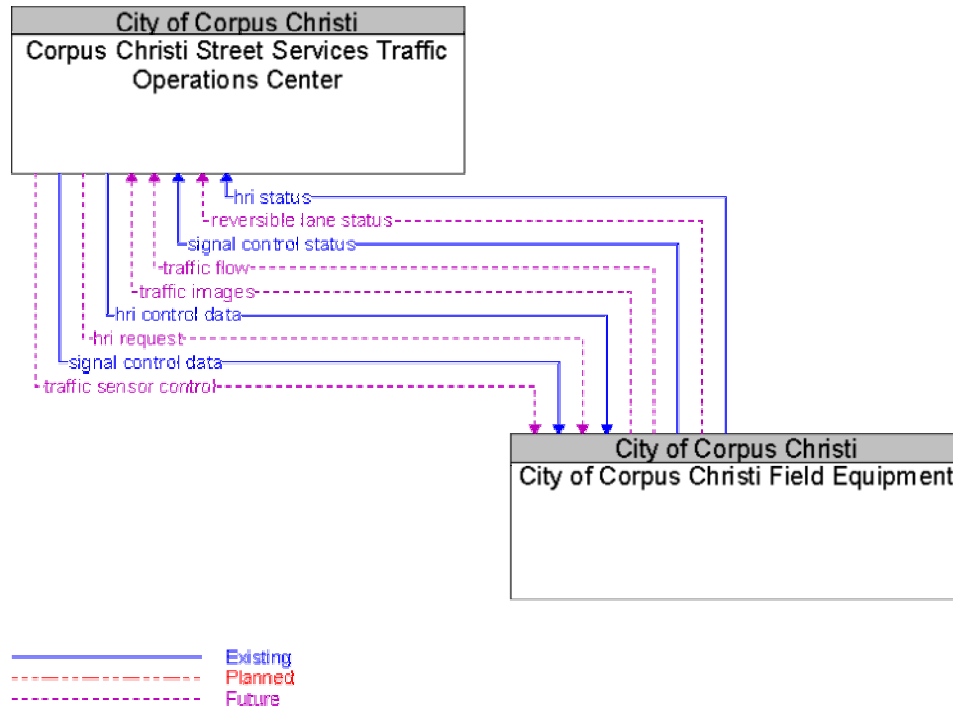 City of Corpus Christi
Corpus Christi Street Services Traffic
Operations Center
hri status
reversible lane status
signal control status
traffic flow
traffic images
hri control data
hri request
signal control data
traffic sensor control
City of Corpus Christi
City of Corpus Christi Field Equipment
Existing
Planned
Future